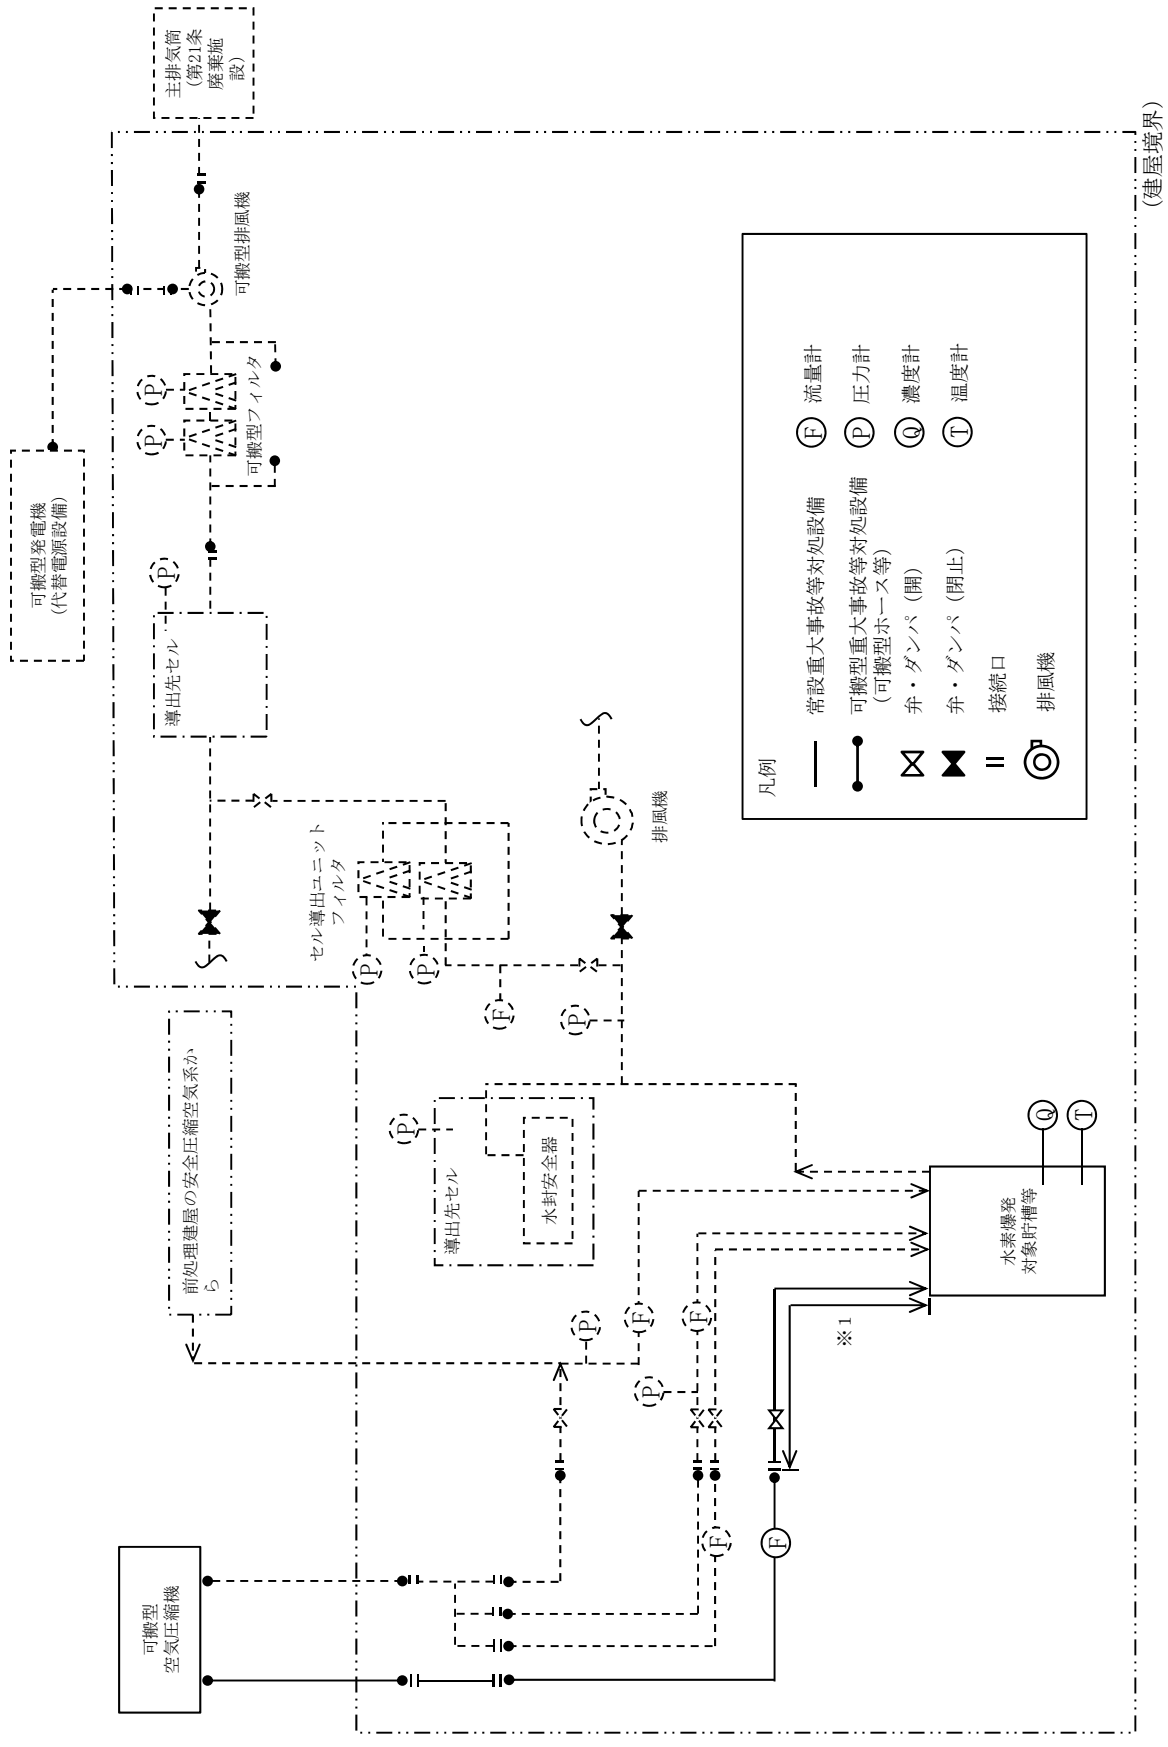 主排気筒
(第21条
廃棄施
設)
(建屋境界)
可搬型排風機
P
P
可搬型フィルタ
可搬型発電機
(代替電源設備)
P
導出先セル
セル導出ユニット
フィルタ
P
P
F
P
排風機
前処理建屋の安全圧縮空気系か
ら
P
導出先セル
水封安全器
Q
T
水素爆発
対象貯槽等
P
F
F
P
※1
F
F
可搬型
空気圧縮機
凡例
常設重大事故等対処設備
可搬型重大事故等対処設備
(可搬型ホース等)
弁・ダンパ (開)
弁・ダンパ (閉止)
接続口
排風機
F 流量計
P 圧力計
Q 濃度計
T 温度計